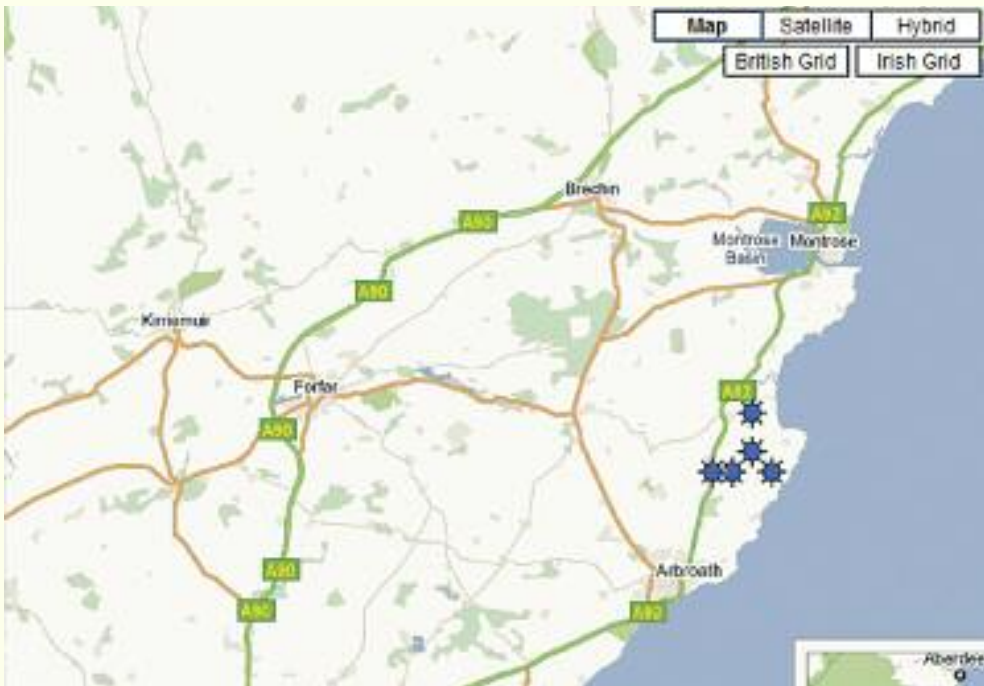 Map Satellite Hybrid
British Grid Irish Grid
Brechin
A92
A90
Montrose
Basin
Montrose
A90
Kirriemuir
Forfar
A92
A90
Arbroath
A90
A90
A92
Aberdee